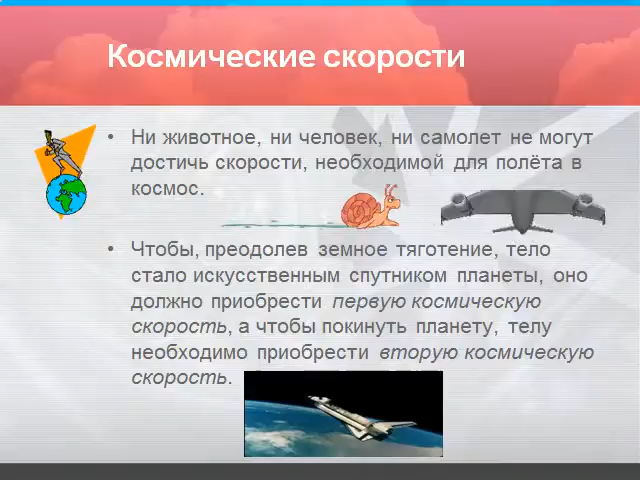 Космические скорости
• Ни животное, ни человек, ни самолет не могут
достичь скорости, необходимой для полёта в
космос.
• Чтобы, преодолев земное тяготение, тело
стало искусственным спутником планеты, оно
должно приобрести первую космическую
скорость, а чтобы покинуть планету, телу
необходимо приобрести вторую космическую
скорость.